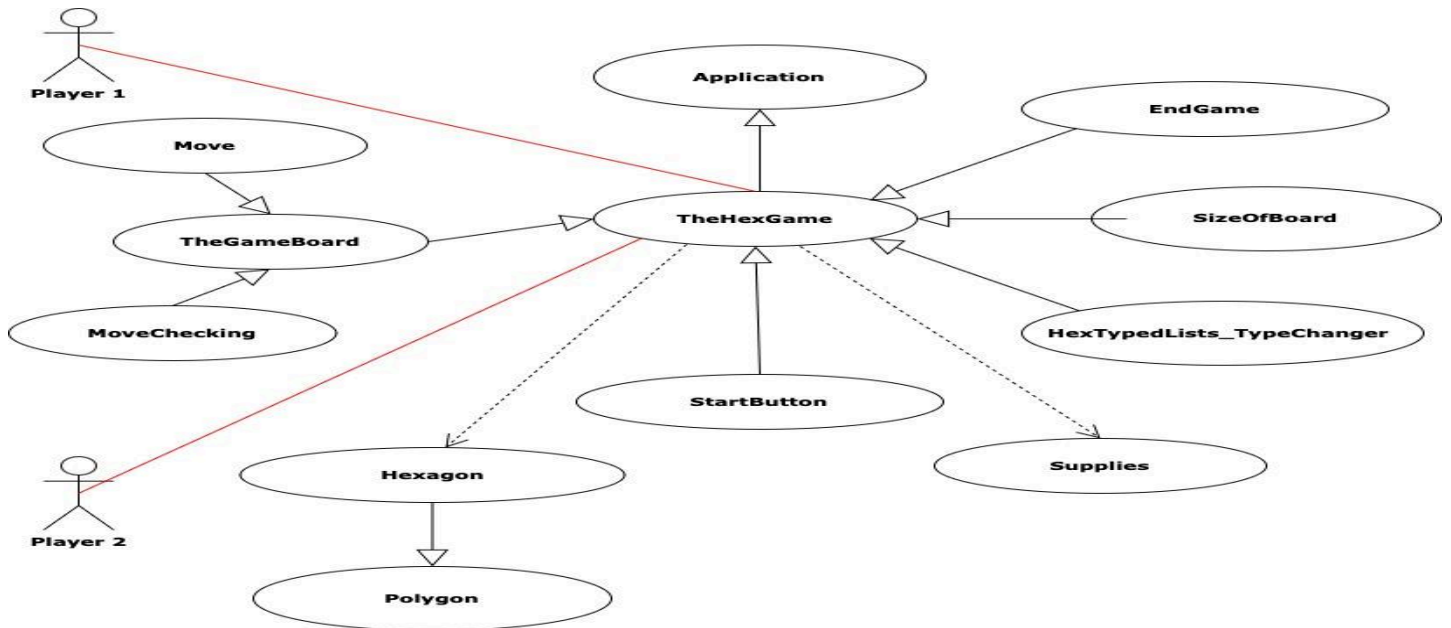 Player 1
Application
EndGame
Move
TheHexGame
SizeOfBoard
TheGameBoard
MoveChecking
HexTypedLists_TypeChanger
StartButton
Hexagon
Supplies
Player 2
Polygon